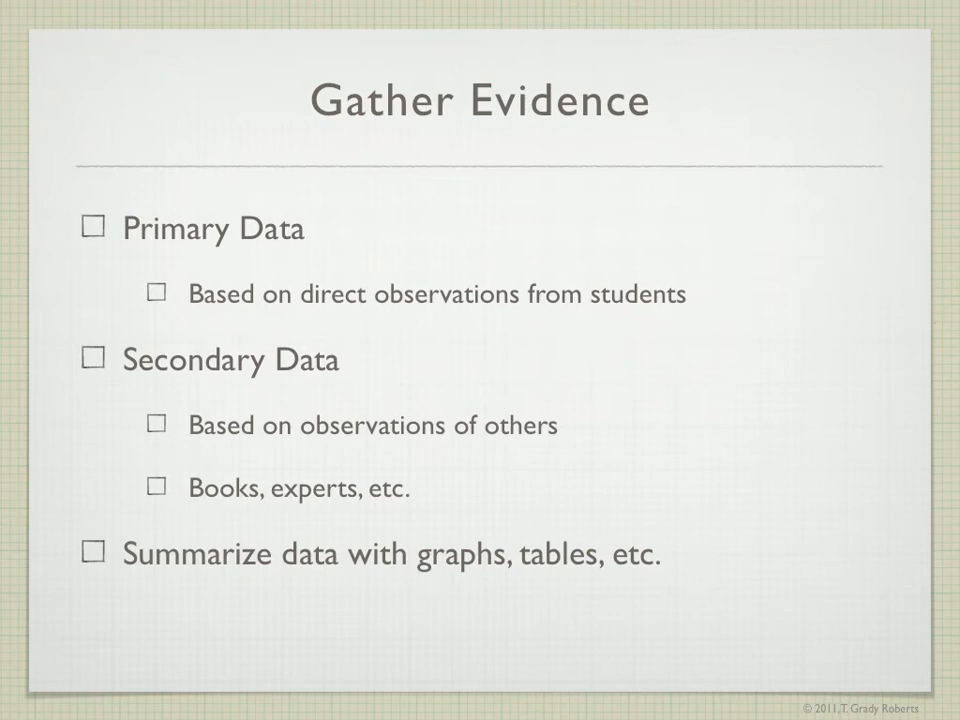 Gather Evidence
Primary Data
Based on direct observations from students
Secondary Data
Based on observations of others
Books, experts, etc.
Summarize data with graphs, tables, etc.
© 2011, T. Grady Roberts